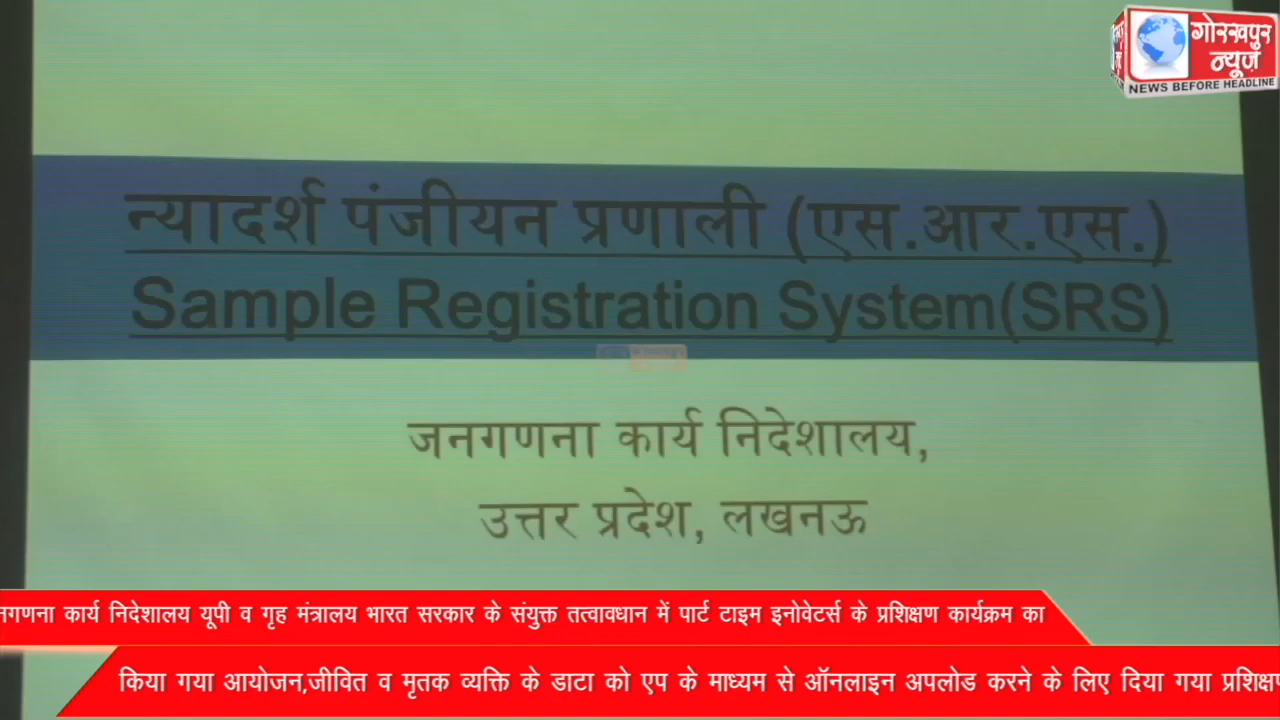 गोरखपुर
न्यूज़
NEWS BEFORE HEADLINE
न्यादर्श पंजीयन प्रणाली (एस.आर.एस.)
Sample Registration System(SRS)
जनगणना कार्य निदेशालय,
उत्तर प्रदेश, लखनऊ
नगणना कार्य निदेशालय यूपी व गृह मंत्रालय भारत सरकार के संयुक्त तत्वावधान में पार्ट टाइम इनोवेटर्स के प्रशिक्षण कार्यक्रम का
किया गया आयोजन,जीवित व मृतक व्यक्ति के डाटा को एप के माध्यम से ऑनलाइन अपलोड करने के लिए दिया गया प्रशिक्षण